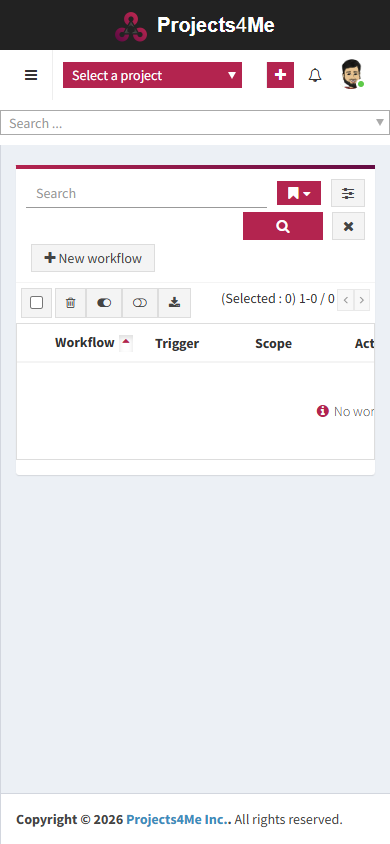 Projects4Me
Select a project
Search ...
Search
New workflow
(Selected : 0) 1-0 / 0
Workflow Trigger Scope Act
No wor
Copyright © 2026 Projects4Me Inc.. All rights reserved.